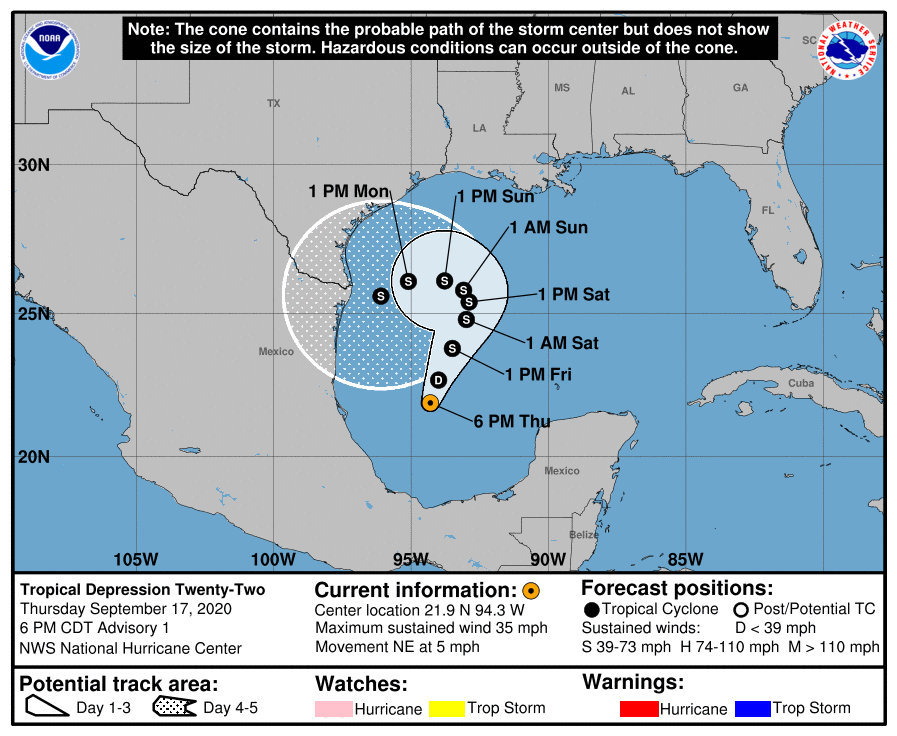 Note: The cone contains the probable path of the storm center but does not show
the size of the storm. Hazardous conditions can occur outside of the cone.
NOAA
NATIONAL WEATHER SERVICE
SC
TX
MS
AL
GA
LA
30N
1 PM Mon
1 PM Sun
FL
1 AM Sun
S
S
S
S
1 PM Sat
S
25N
S
1 AM Sat
Mexico
S
1 PM Fri
D
Cuba
6 PM Thu
20N
Mexico
Belize
105W
100W
95W
90W
85W
Tropical Depression Twenty-Two
Thursday September 17, 2020
6 PM CDT Advisory 1
NWS National Hurricane Center
Current information:
Center location 21.9 N 94.3 W
Maximum sustained wind 35 mph
Movement NE at 5 mph
Forecast positions:
Tropical Cyclone Post/Potential TC
Sustained winds: D < 39 mph
S 39-73 mph H 74-110 mph M > 110 mph
Potential track area:
Day 1-3 Day 4-5
Watches:
Hurricane Trop Storm
Warnings:
Hurricane Trop Storm